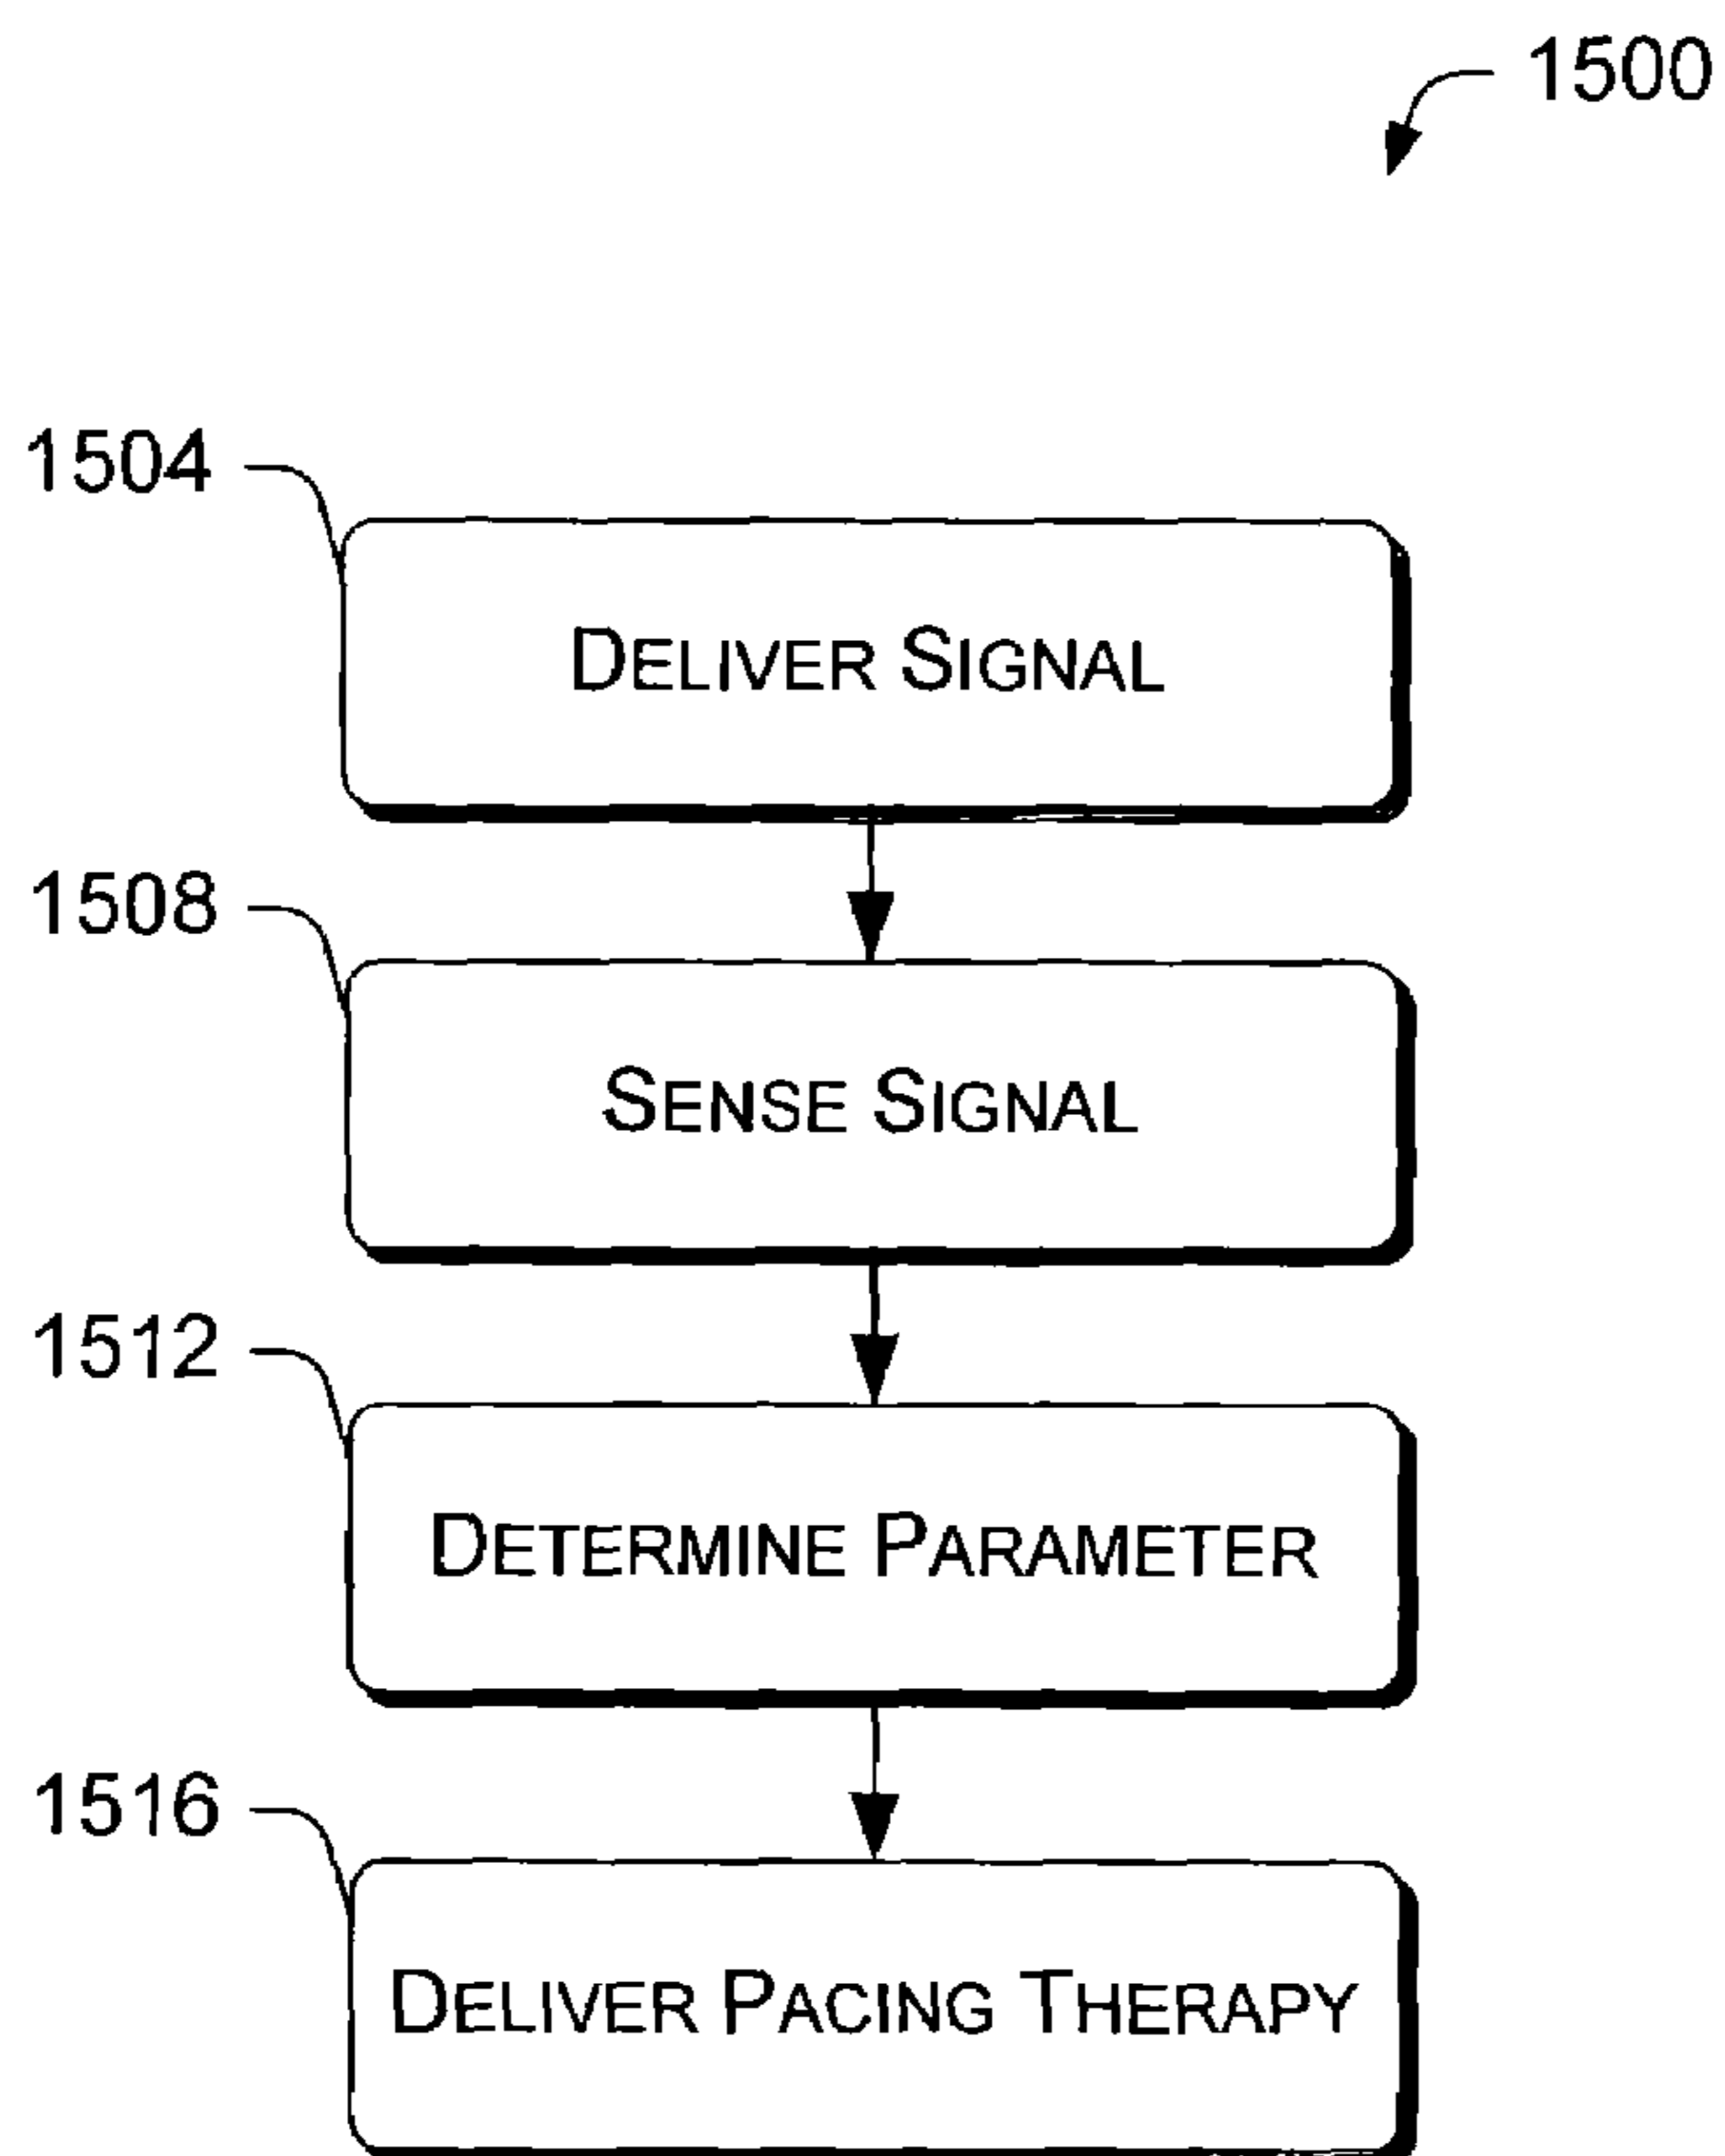 1500
1504
DELIVER SIGNAL
1508
SENSE SIGNAL
1512
DETERMINE PARAMETER
1516
DELIVER PACING THERAPY